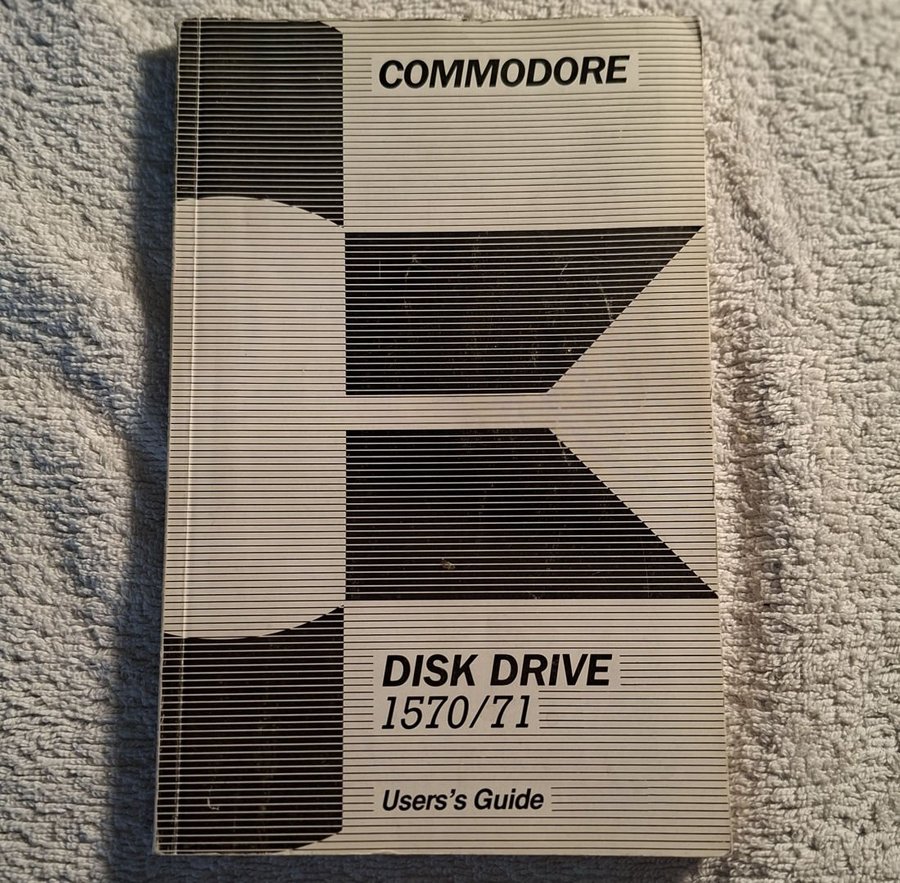 COMMODORE
DISK DRIVE
1570/71
Users's Guide